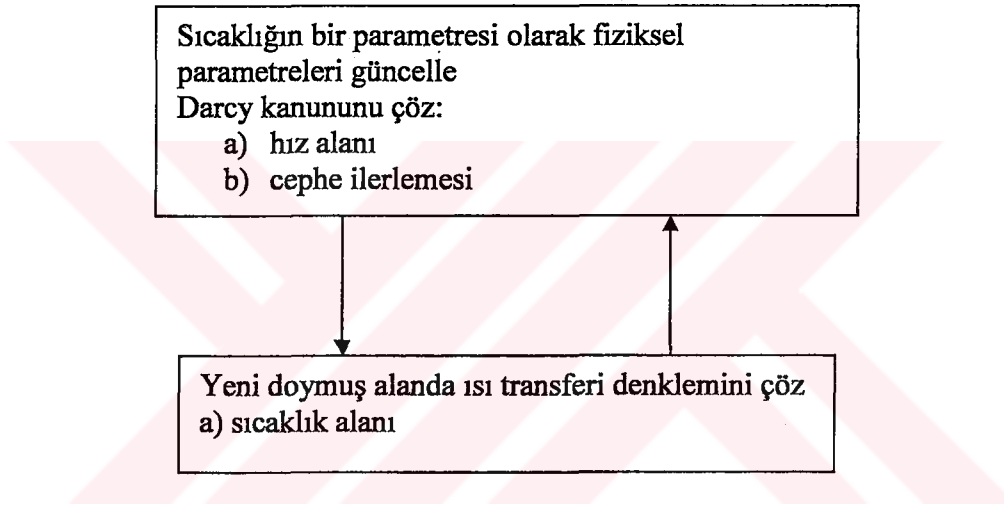 Sıcaklığın bir parametresi olarak fiziksel
parametreleri güncelle
Darcy kanununu çöz:
a) hız alanı
b) cephe ilerlemesi
Yeni doymuş alanda ısı transferi denklemini çöz
a) sıcaklık alanı